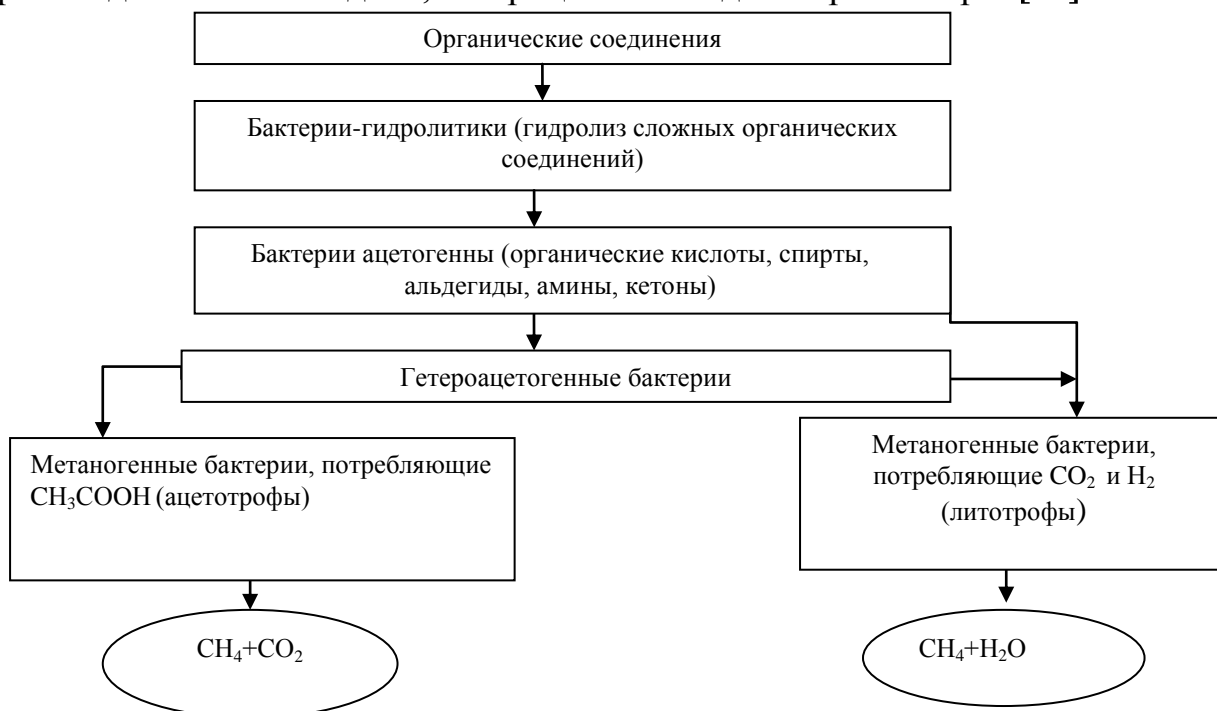 Органические соединения
Бактерии-гидролитики (гидролиз сложных органических
соединений)
Бактерии ацетогенны (органические кислоты, спирты,
альдегиды, амины, кетоны)
Гетероацетогенные бактерии
Метаногенные бактерии, потребляющие
CH₃COOH (ацетотрофы)
Метаногенные бактерии,
потребляющие CO₂ и H₂
(литотрофы)
CH₄+CO₂
CH₄+H₂O